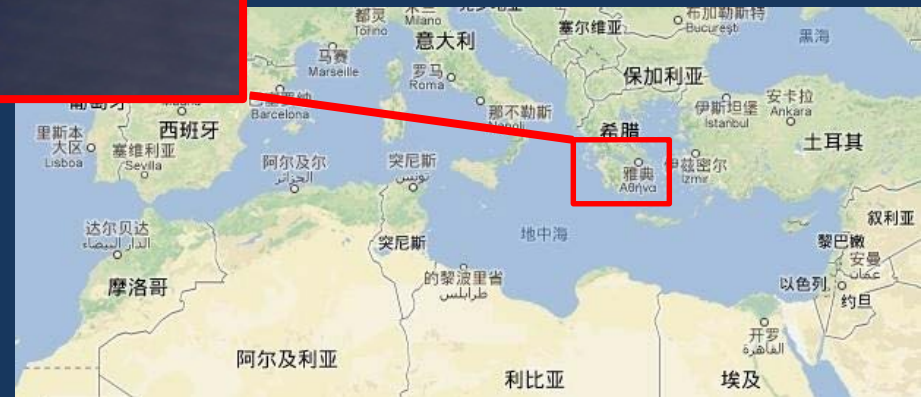 都灵
Torino
Milano
意大利
塞尔维亚
布加勒斯特
București
黑海
马赛
Marseille
罗马
Roma
保加利亚
Barcelona
那不勒斯
Napoli
伊斯坦堡
İstanbul
安卡拉
Ankara
里斯本
大区
Lisboa
西班牙
希腊
土耳其
塞维利亚
Sevilla
阿尔及尔
الجزائر
突尼斯
تونس
雅典
Αθήνα
伊兹密尔
İzmir
达尔贝达
الدار البيضاء
突尼斯
地中海
叙利亚
黎巴嫩
安曼
عمّان
摩洛哥
的黎波里省
طرابلس
以色列
约旦
开罗
القاهرة
阿尔及利亚
利比亚
埃及